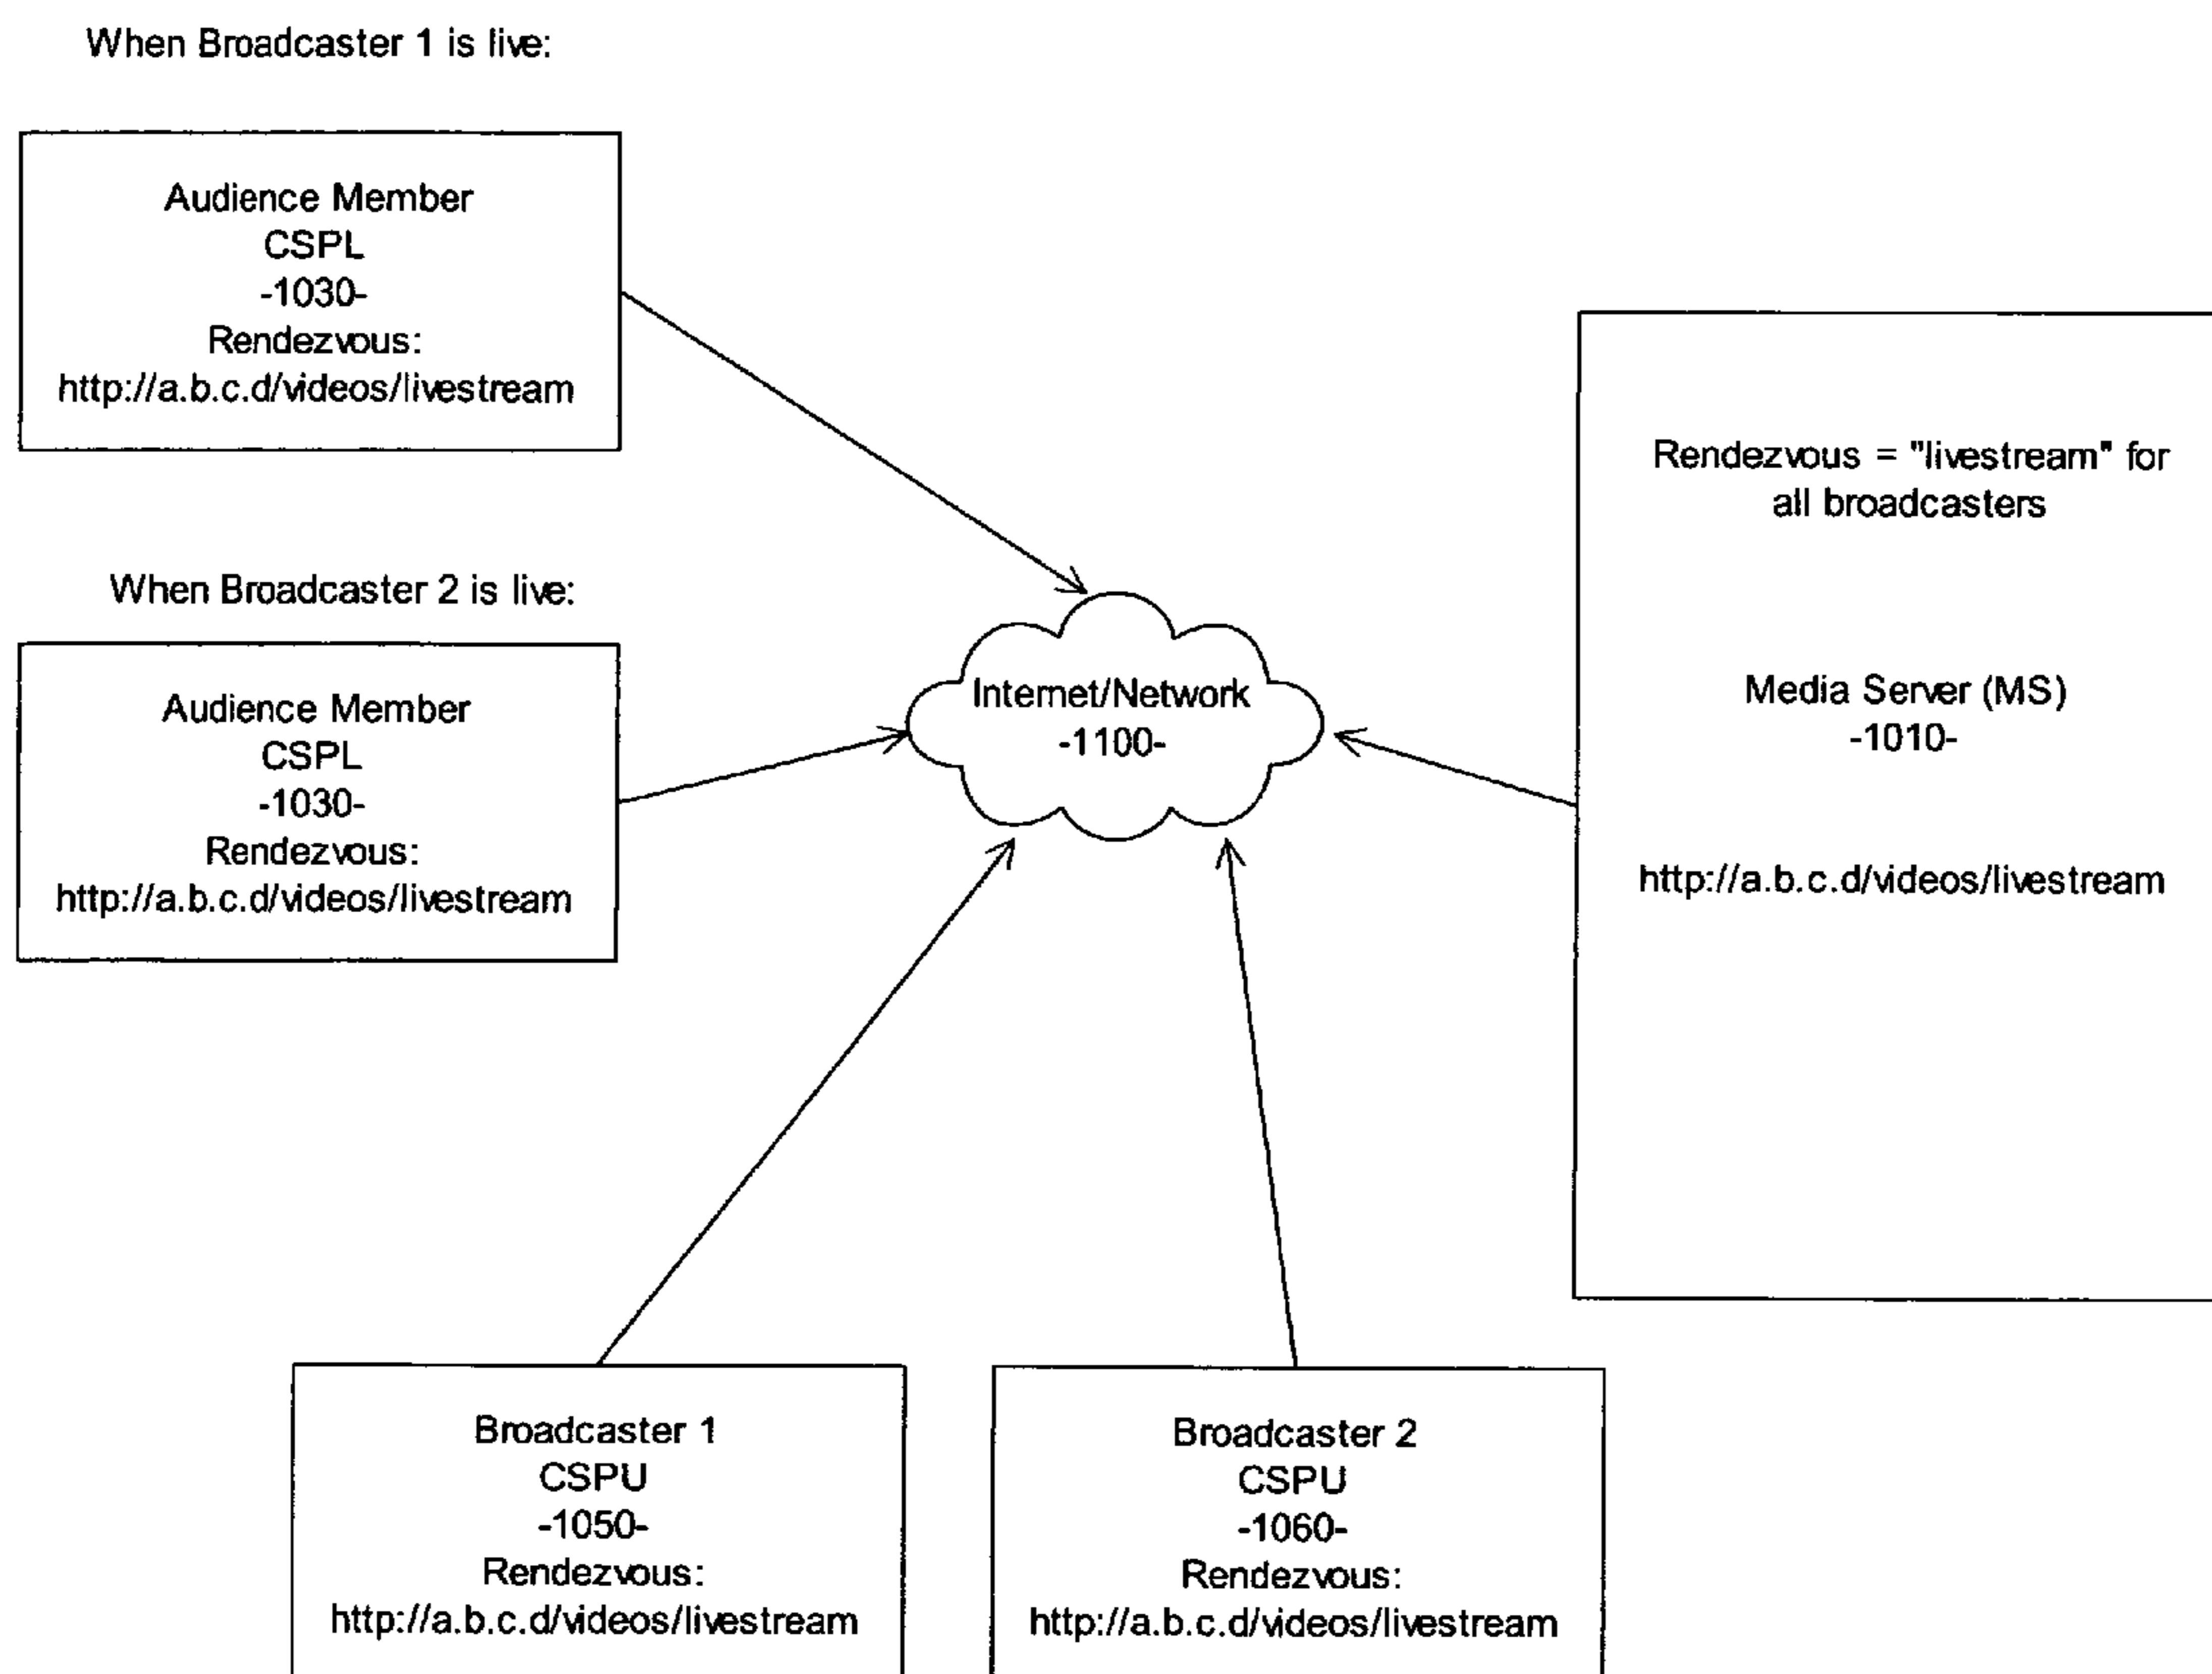 When Broadcaster 1 is live:
Audience Member
CSPL
-1030-
Rendezvous:
http://a.b.c.d/videos/livestream
When Broadcaster 2 is live:
Audience Member
CSPL
-1030-
Rendezvous:
http://a.b.c.d/videos/livestream
Internet/Network
-1100-
Rendezvous = "livestream" for
all broadcasters
Media Server (MS)
-1010-
http://a.b.c.d/videos/livestream
Broadcaster 1
CSPU
-1050-
Rendezvous:
http://a.b.c.d/videos/livestream
Broadcaster 2
CSPU
-1060-
Rendezvous:
http://a.b.c.d/videos/livestream